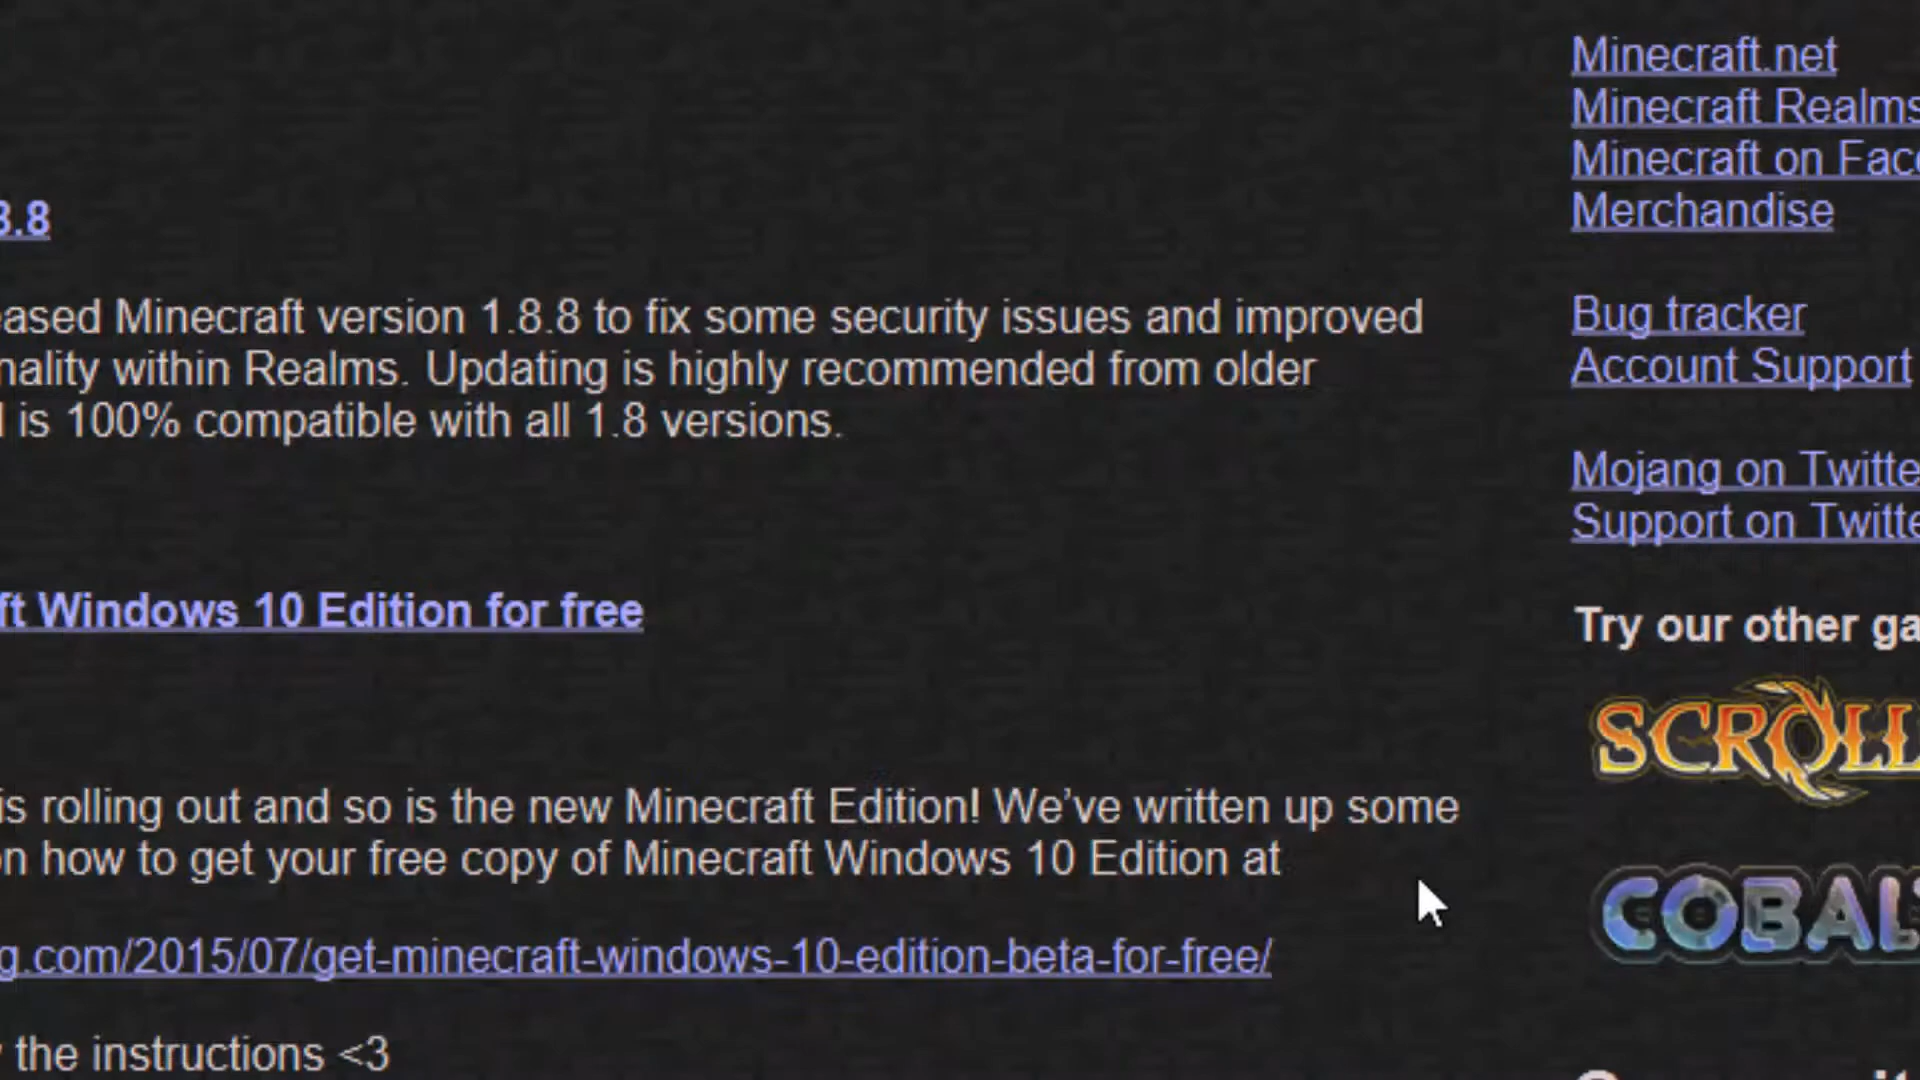 3.8
eased Minecraft version 1.8.8 to fix some security issues and improved
nality within Realms. Updating is highly recommended from older
is 100% compatible with all 1.8 versions.
ft Windows 10 Edition for free
is rolling out and so is the new Minecraft Edition! We’ve written up some
on how to get your free copy of Minecraft Windows 10 Edition at
g.com/2015/07/get-minecraft-windows-10-edition-beta-for-free/
the instructions <3
Minecraft.net
Minecraft Realms
Minecraft on Face
Merchandise
Bug tracker
Account Support
Mojang on Twitte
Support on Twitte
Try our other ga
SCROLL
COBAL